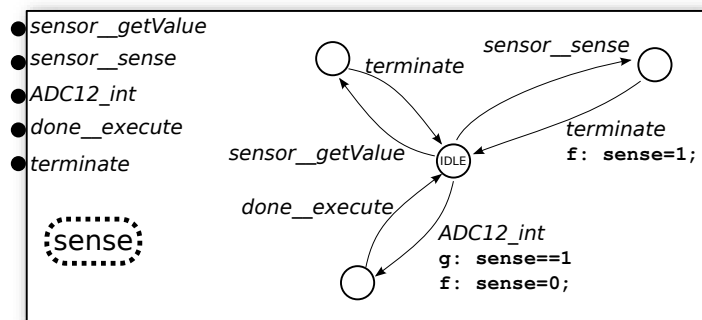 sensor__getValue
sensor__sense
ADC12_int
done__execute
terminate
sense
terminate
sensor__sense
sensor__getValue
IDLE
terminate
f: sense=1;
done__execute
ADC12_int
g: sense==1
f: sense=0;